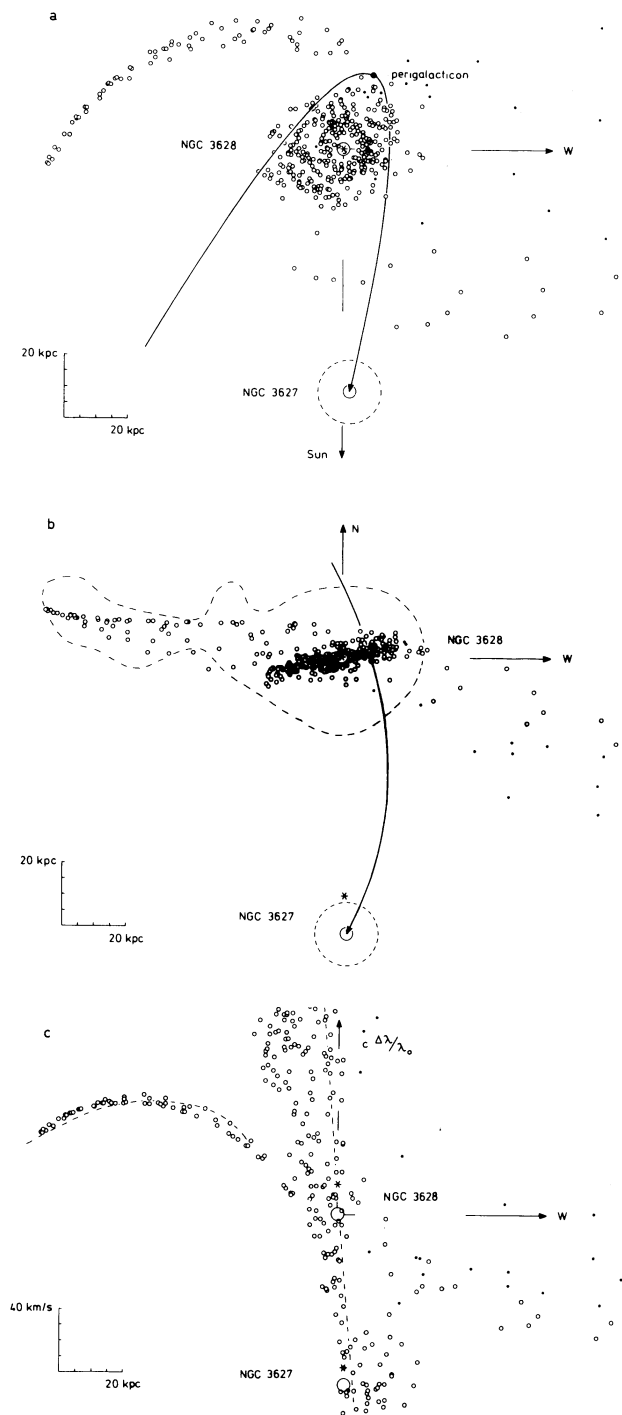 a
perigalacticon
NGC 3628
W
20 kpc
20 kpc
NGC 3627
Sun
b
N
NGC 3628
W
20 kpc
20 kpc
NGC 3627
c
c Δλ/λ₀
NGC 3628
W
40 km/s
20 kpc
NGC 3627